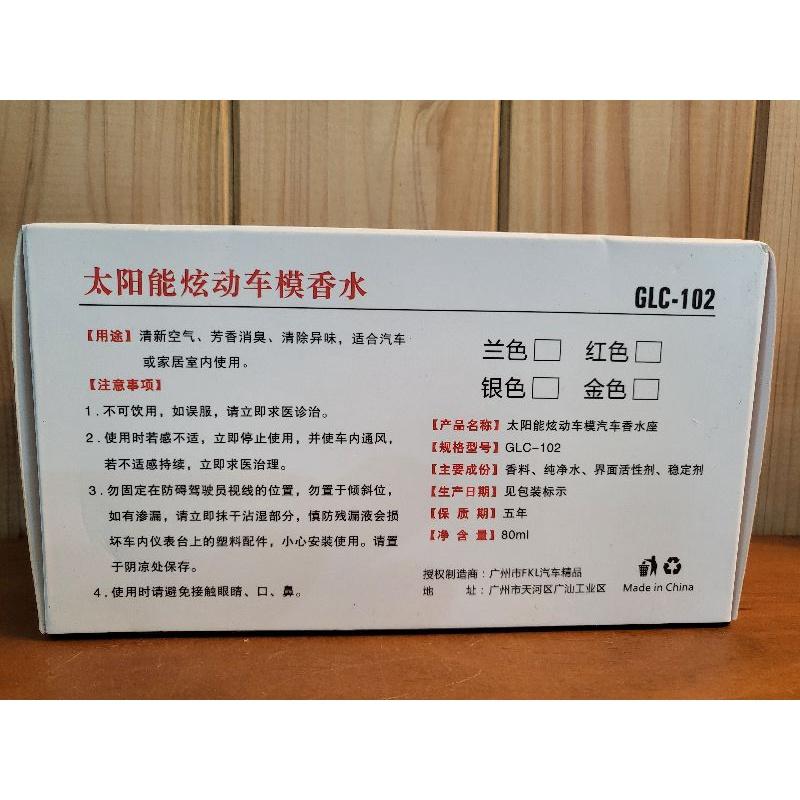 太阳能炫动车模香水
GLC-102
【用途】清新空气、芳香消臭、清除异味，适合汽车
或家居室内使用。
【注意事项】
1.不可饮用，如误服，请立即求医诊治。
2.使用时若感不适，立即停止使用，并使车内通风，
若不适感持续，立即求医治理。
3.勿固定在防碍驾驶员视线的位置，勿置于倾斜位，
如有渗漏，请立即抹干沾湿部分，慎防残漏液会损
坏车内仪表台上的塑料配件，小心安装使用。请置
于阴凉处保存。
4.使用时请避免接触眼睛、口、鼻。
兰色 红色
银色 金色
【产品名称】太阳能炫动车模汽车香水座
【规格型号】GLC-102
【主要成份】香料、纯净水、界面活性剂、稳定剂
【生产日期】见包装标示
【保质期】五年
【净含量】80ml
授权制造商：广州市FKL汽车精品
地 址：广州市天河区广汕工业区
Made in China